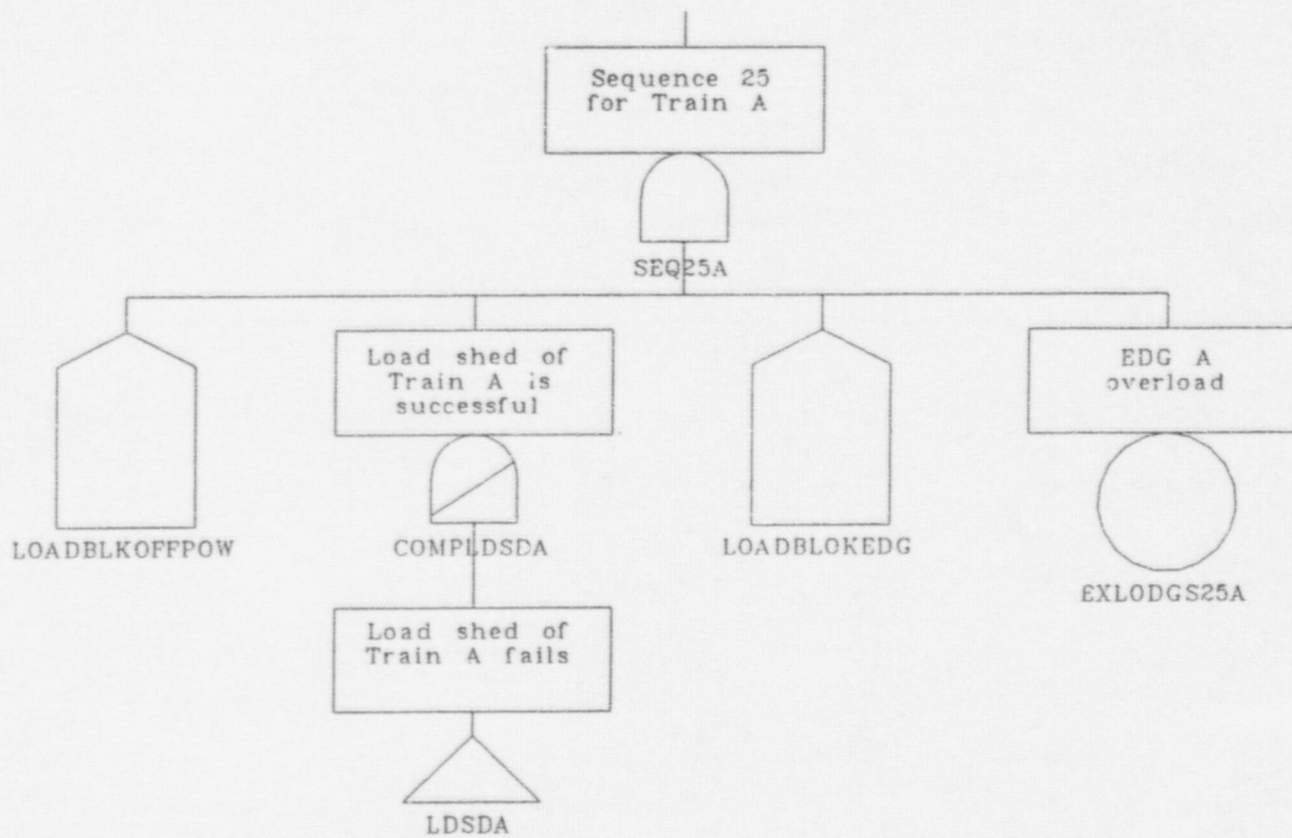 Sequence 25
for Train A
SEQ25A
Load shed of
Train A is
successful
EDG A
overload
LOADBLKOFFPOW
COMPLDSDA
LOADBLOKEDG
EXLODGS25A
Load shed of
Train A fails
LDSDA